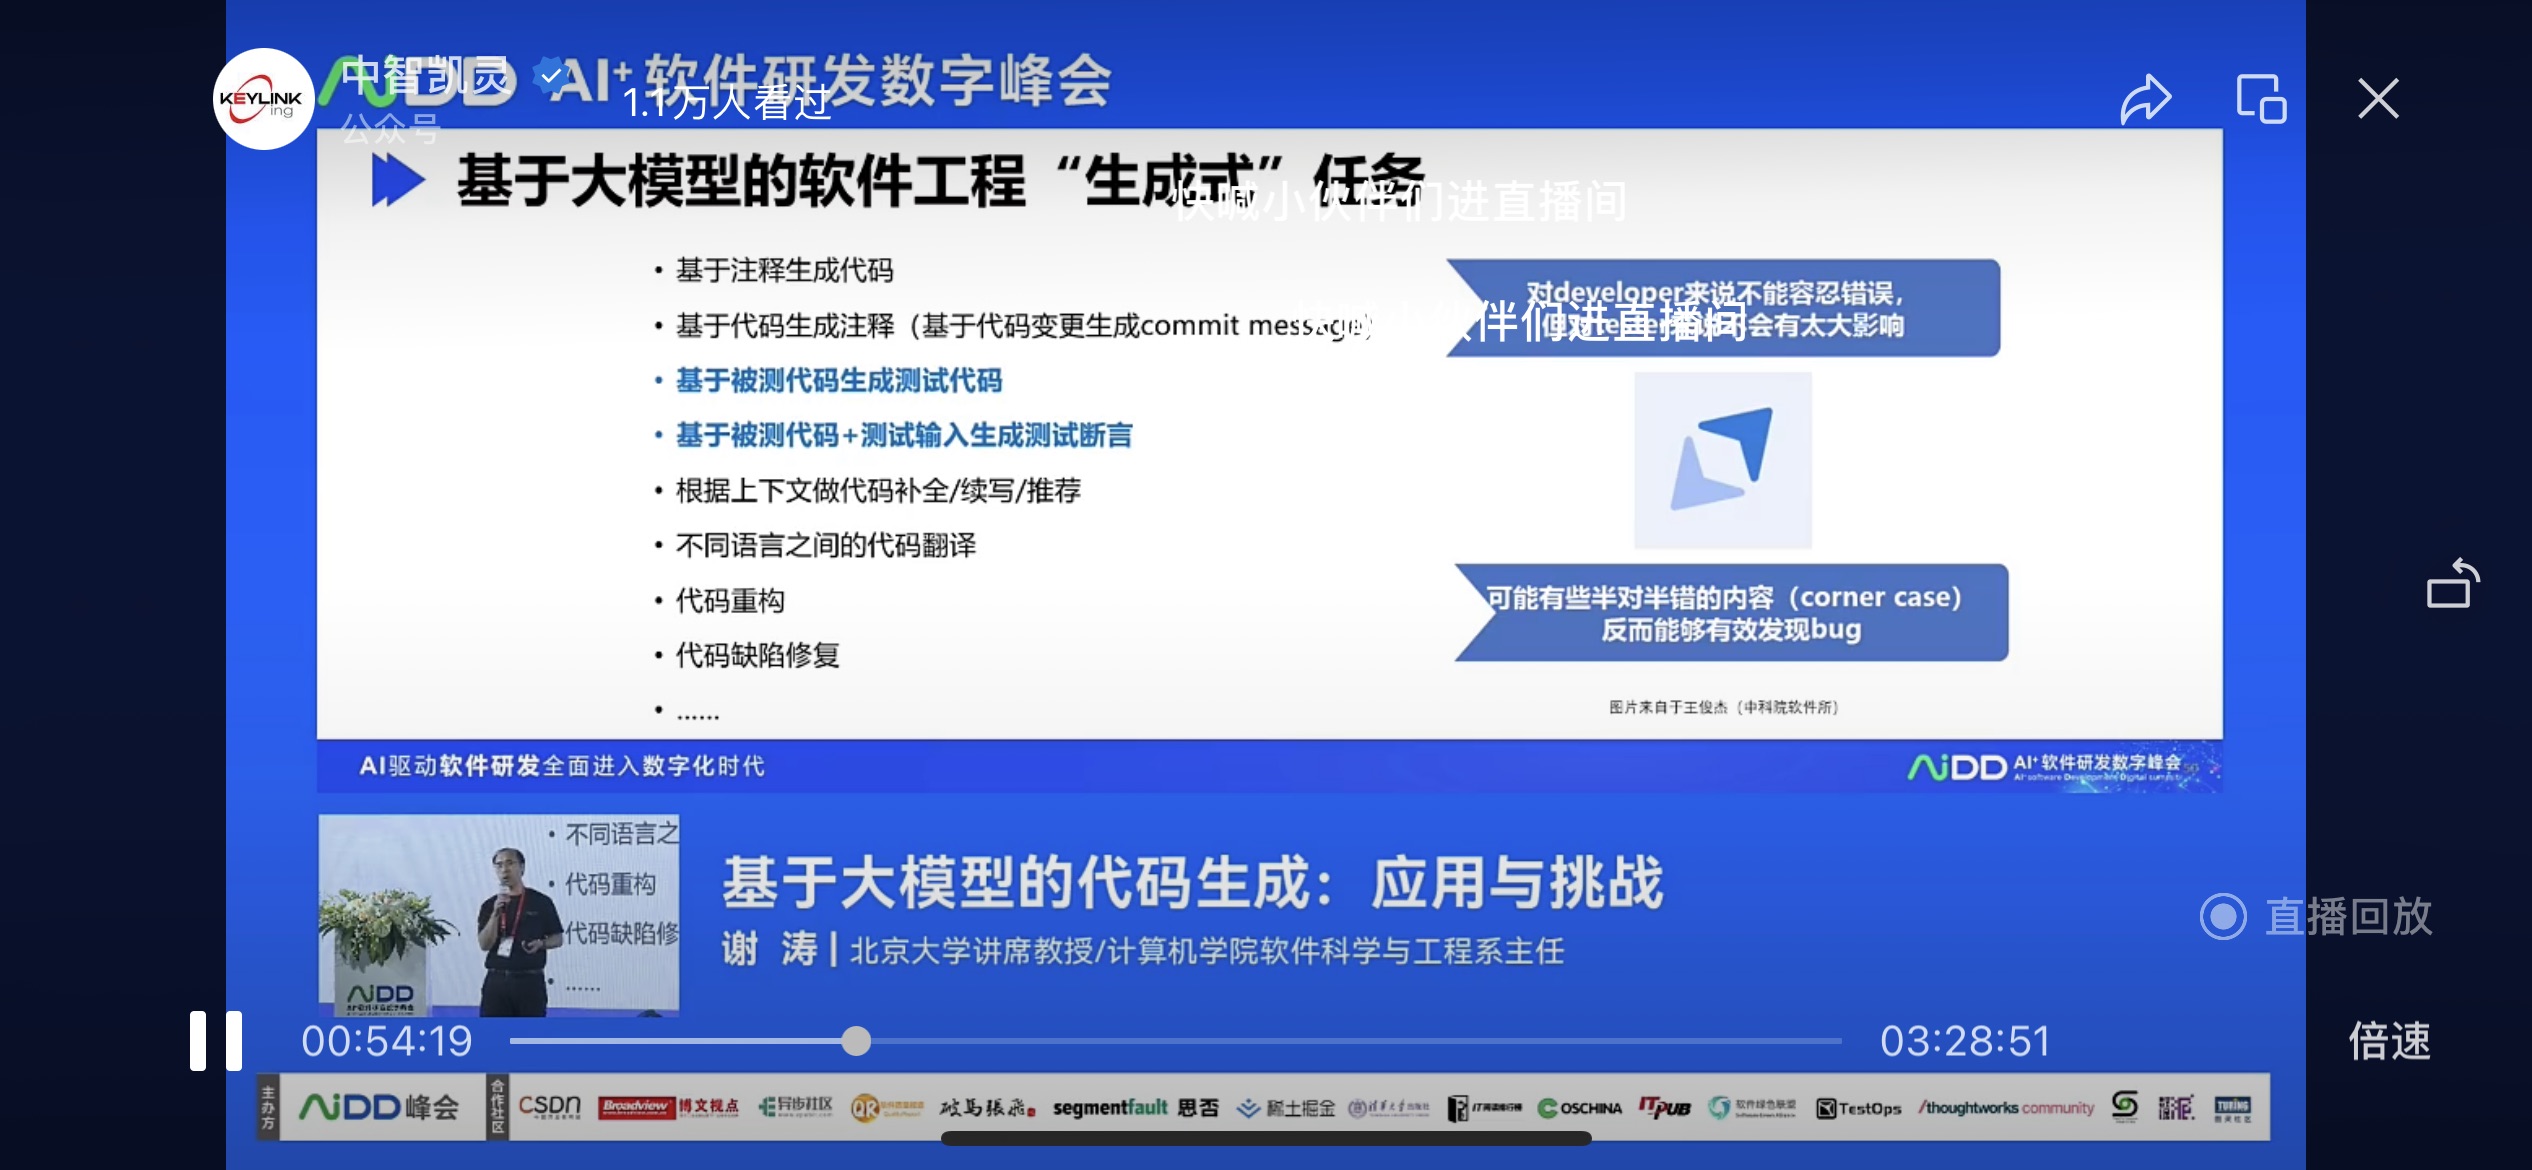 中智凯灵
公众号
KEYLINK
ing
AiDD AI+软件研发数字峰会
1.1万人看过
基于大模型的软件工程“生成式”任务
快喊小伙伴们进直播间
• 基于注释生成代码
• 基于代码生成注释（基于代码变更生成commit message）
• 基于被测代码生成测试代码
• 基于被测代码+测试输入生成测试断言
• 根据上下文做代码补全/续写/推荐
• 不同语言之间的代码翻译
• 代码重构
• 代码缺陷修复
• ......
对developer来说不能容忍错误，
不会有太大影响
快喊小伙伴们进直播间
可能有些半对半错的内容（corner case）
反而能够有效发现bug
图片来自于王俊杰（中科院软件所）
AI驱动软件研发全面进入数字化时代
AiDD AI+软件研发数字峰会
AI+ software Development Digital summit
• 不同语言之
• 代码重构
代码缺陷修
• ......
AiDD
基于大模型的代码生成：应用与挑战
谢 涛 | 北京大学讲席教授/计算机学院软件科学与工程系主任
直播回放
00:54:19
03:28:51
倍速
主办方
AiDD峰会
合作社区
CSDN
Broadview 博文视点
异步社区
破马張飛
segmentfault 思否
稀土掘金
OSCHINA
ITPUB
软件绿色联盟
TestOps
/thoughtworks community
TURING